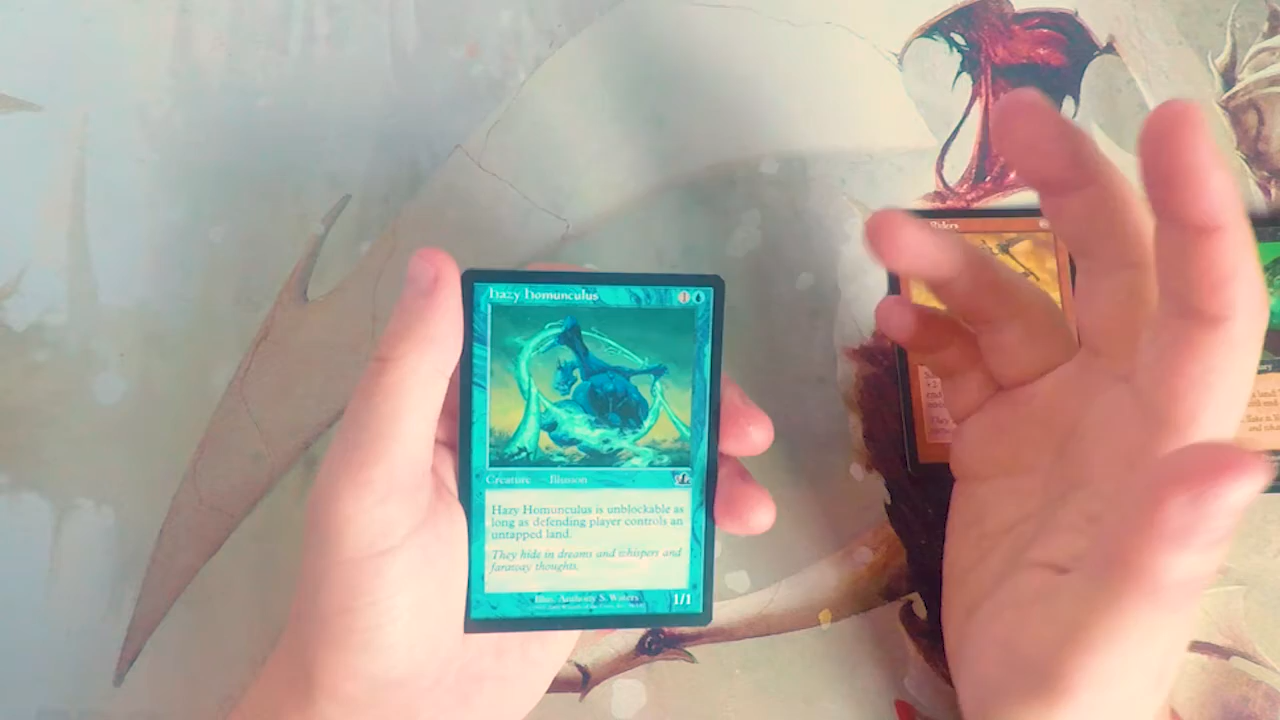 Hazy Homunculus
1
Creature — Illusion
Hazy Homunculus is unblockable as
long as defending player controls an
untapped land.
They hide in dreams and whispers and
faraway thoughts.
Illus. Anthony S. Waters
1/1